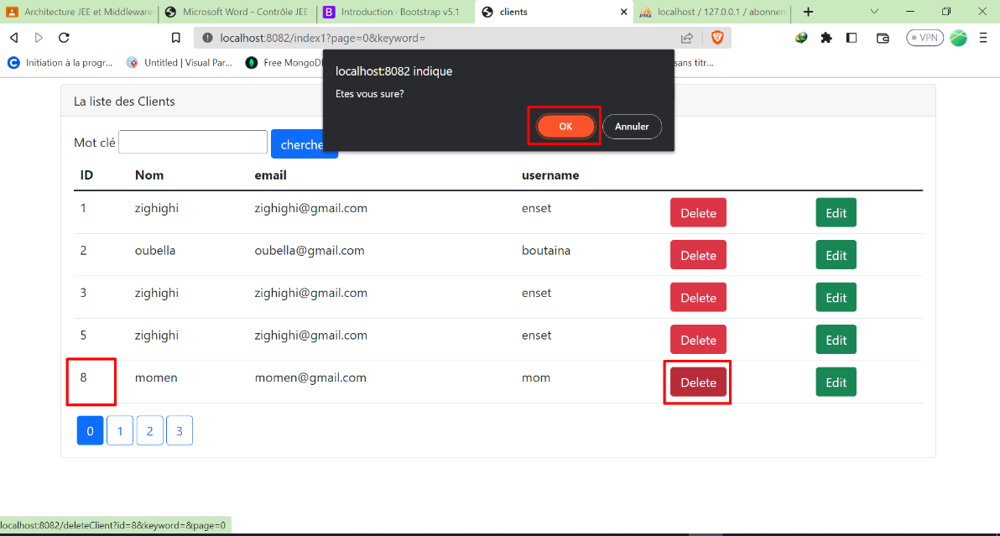 Architecture JEE et Middleware
Microsoft Word - Contrôle JEE
B Introduction · Bootstrap v5.1
clients
localhost / 127.0.0.1 / abonnem
localhost:8082/index1?page=0&keyword=
VPN
Initiation à la progr...
Untitled | Visual Par...
Free MongoDB
sans titr...
localhost:8082 indique
Etes vous sure?
OK Annuler
La liste des Clients
Mot clé cherche
ID Nom email username
1 zighighi zighighi@gmail.com enset Delete Edit
2 oubella oubella@gmail.com boutaina Delete Edit
3 zighighi zighighi@gmail.com enset Delete Edit
5 zighighi zighighi@gmail.com enset Delete Edit
8 momen momen@gmail.com mom Delete Edit
0 1 2 3
localhost:8082/deleteClient?id=8&keyword=&page=0